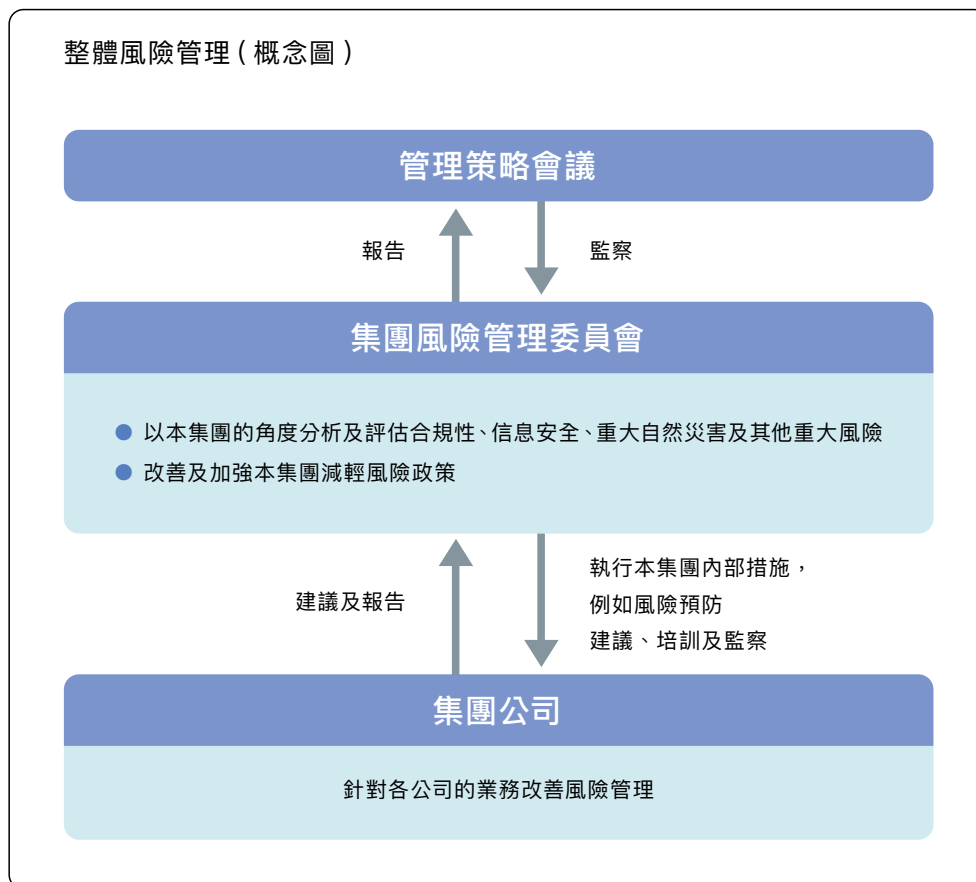 整體風險管理 ( 概念圖 )
管理策略會議
報告
監察
集團風險管理委員會
● 以本集團的角度分析及評估合規性、信息安全、重大自然災害及其他重大風險
● 改善及加強本集團減輕風險政策
建議及報告
執行本集團內部措施，
例如風險預防
建議、培訓及監察
集團公司
針對各公司的業務改善風險管理